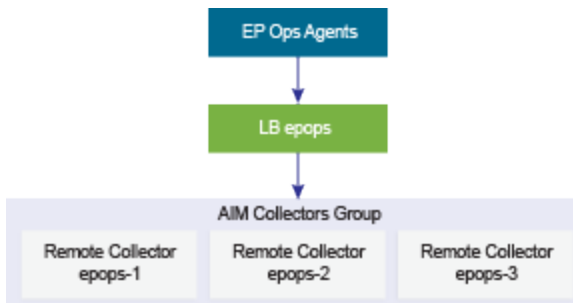 EP Ops Agents
LB epops
AIM Collectors Group
Remote Collector
epops-1
Remote Collector
epops-2
Remote Collector
epops-3